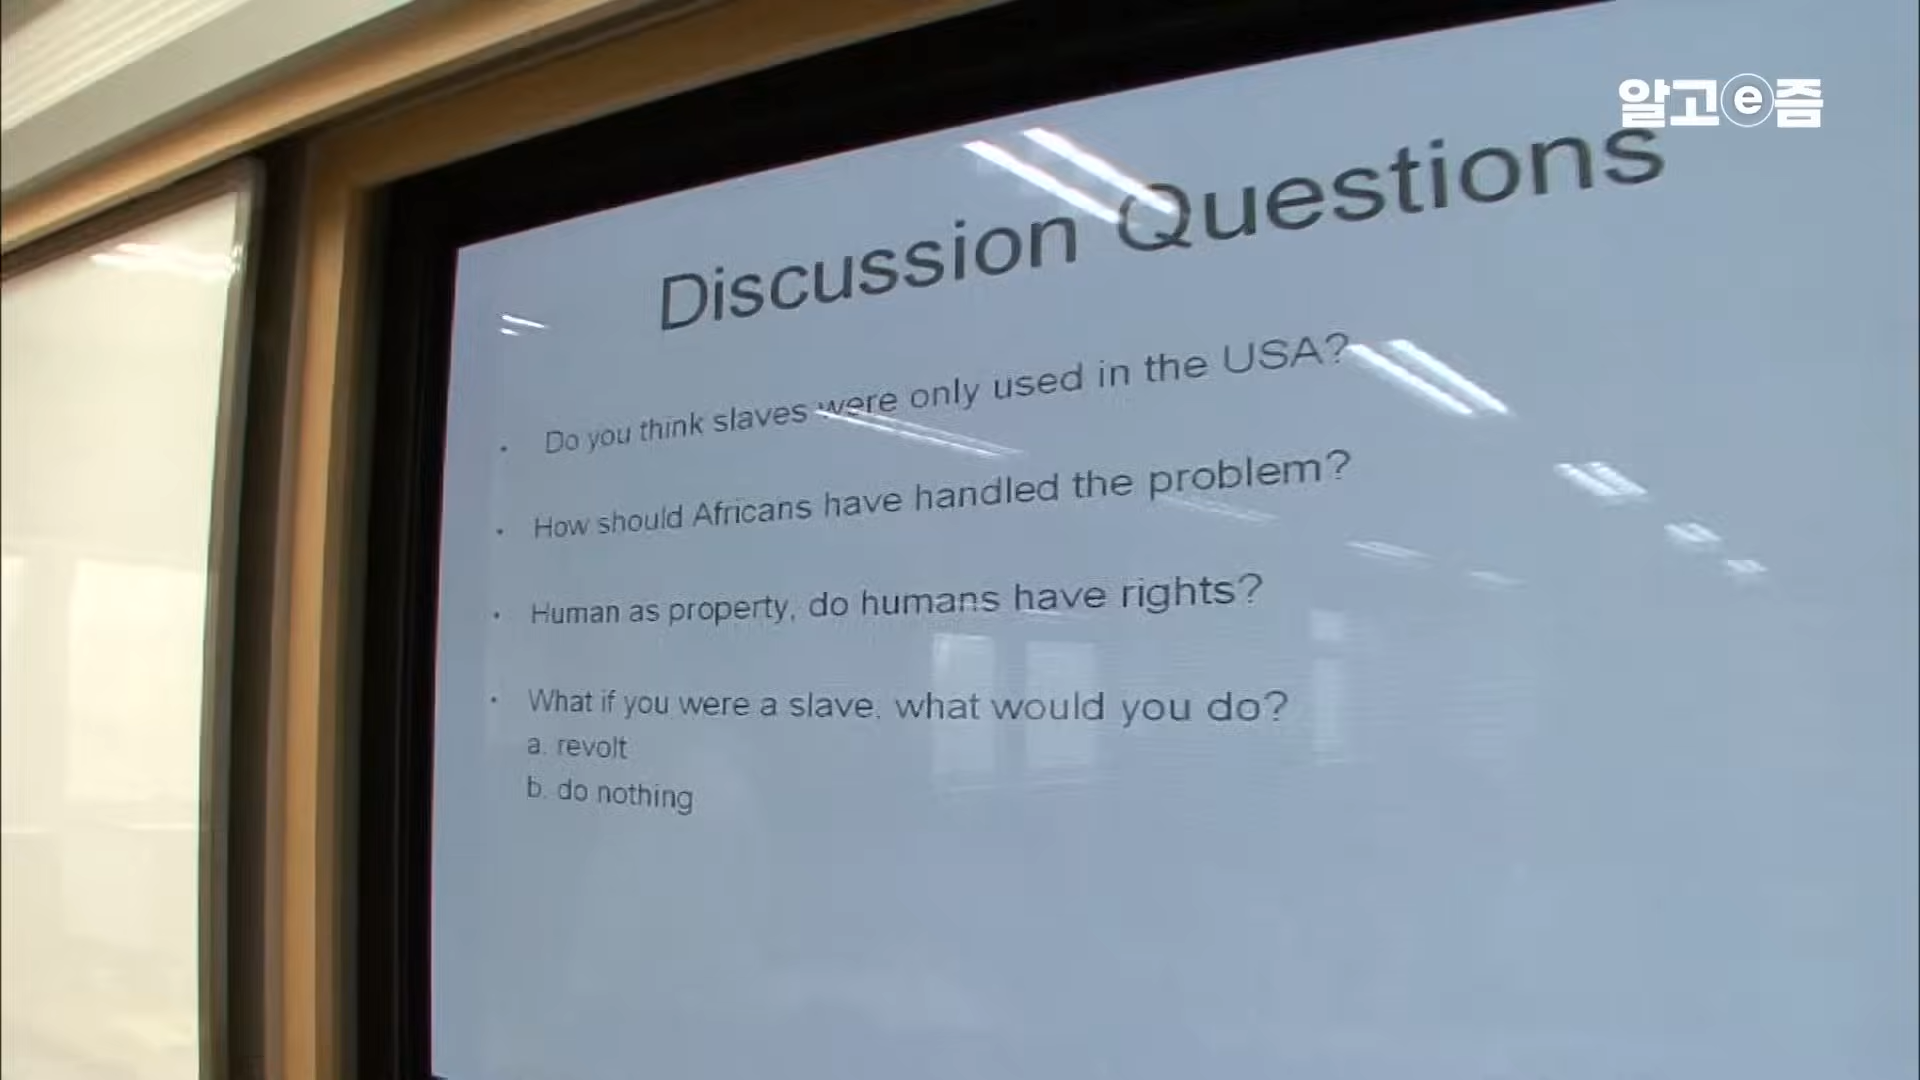 알고e즘
Discussion Questions
• Do you think slaves were only used in the USA?
• How should Africans have handled the problem?
• Human as property, do humans have rights?
• What if you were a slave, what would you do?
a. revolt
b. do nothing